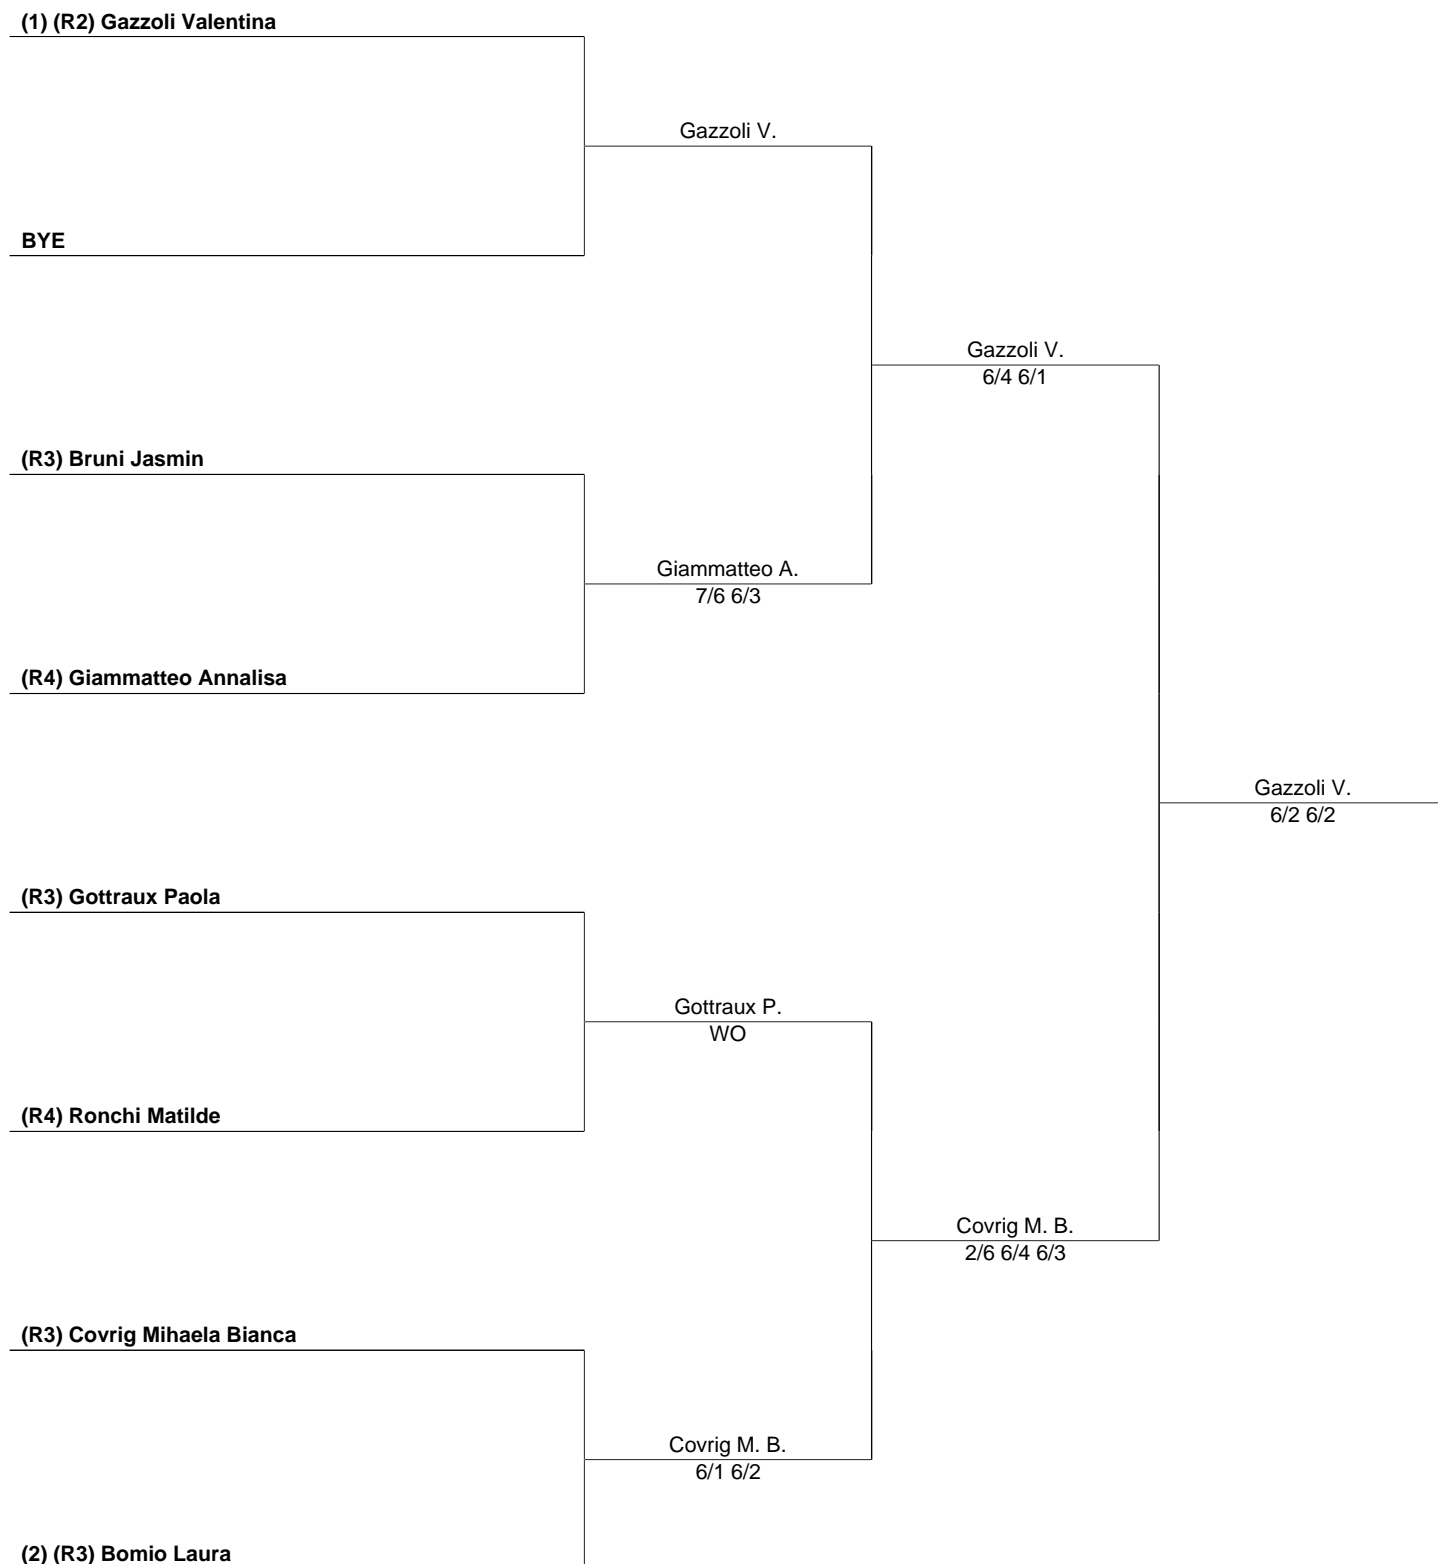 (1) (R2) Gazzoli Valentina
Gazzoli V.
BYE
Gazzoli V.
6/4 6/1
(R3) Bruni Jasmin
Giammatteo A.
7/6 6/3
(R4) Giammatteo Annalisa
Gazzoli V.
6/2 6/2
(R3) Gottraux Paola
Gottraux P.
WO
(R4) Ronchi Matilde
Covrig M. B.
2/6 6/4 6/3
(R3) Covrig Mihaela Bianca
Covrig M. B.
6/1 6/2
(2) (R3) Bomio Laura